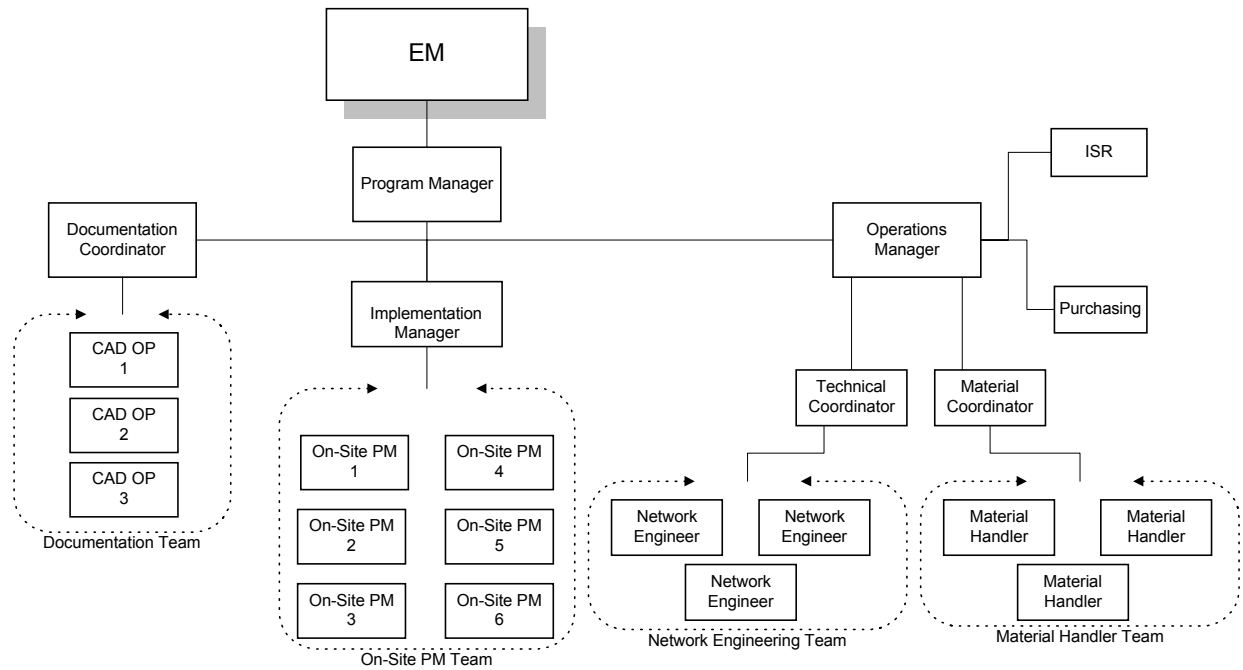 EM
Program Manager
ISR
Documentation
Coordinator
Operations
Manager
Implementation
Manager
Purchasing
CAD OP
1
CAD OP
2
CAD OP
3
Documentation Team
On-Site PM
1
On-Site PM
4
On-Site PM
2
On-Site PM
5
On-Site PM
3
On-Site PM
6
On-Site PM Team
Technical
Coordinator
Material
Coordinator
Network
Engineer
Network
Engineer
Network
Engineer
Network Engineering Team
Material
Handler
Material
Handler
Material
Handler
Material Handler Team